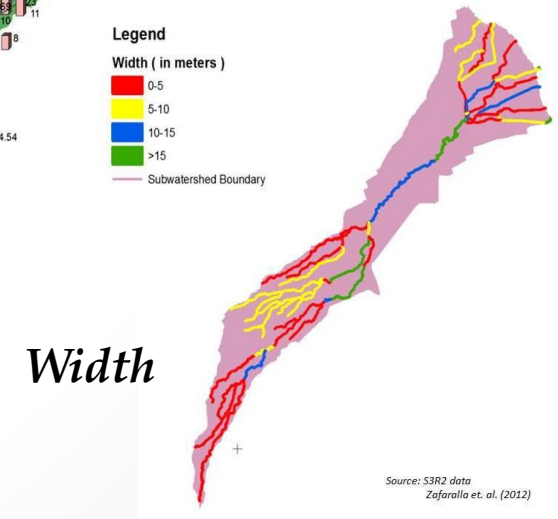 23
11
10
8
4.54
Legend
Width ( in meters )
0-5
5-10
10-15
>15
Subwatershed Boundary
Width
Source: S3R2 data
Zafaralla et. al. (2012)